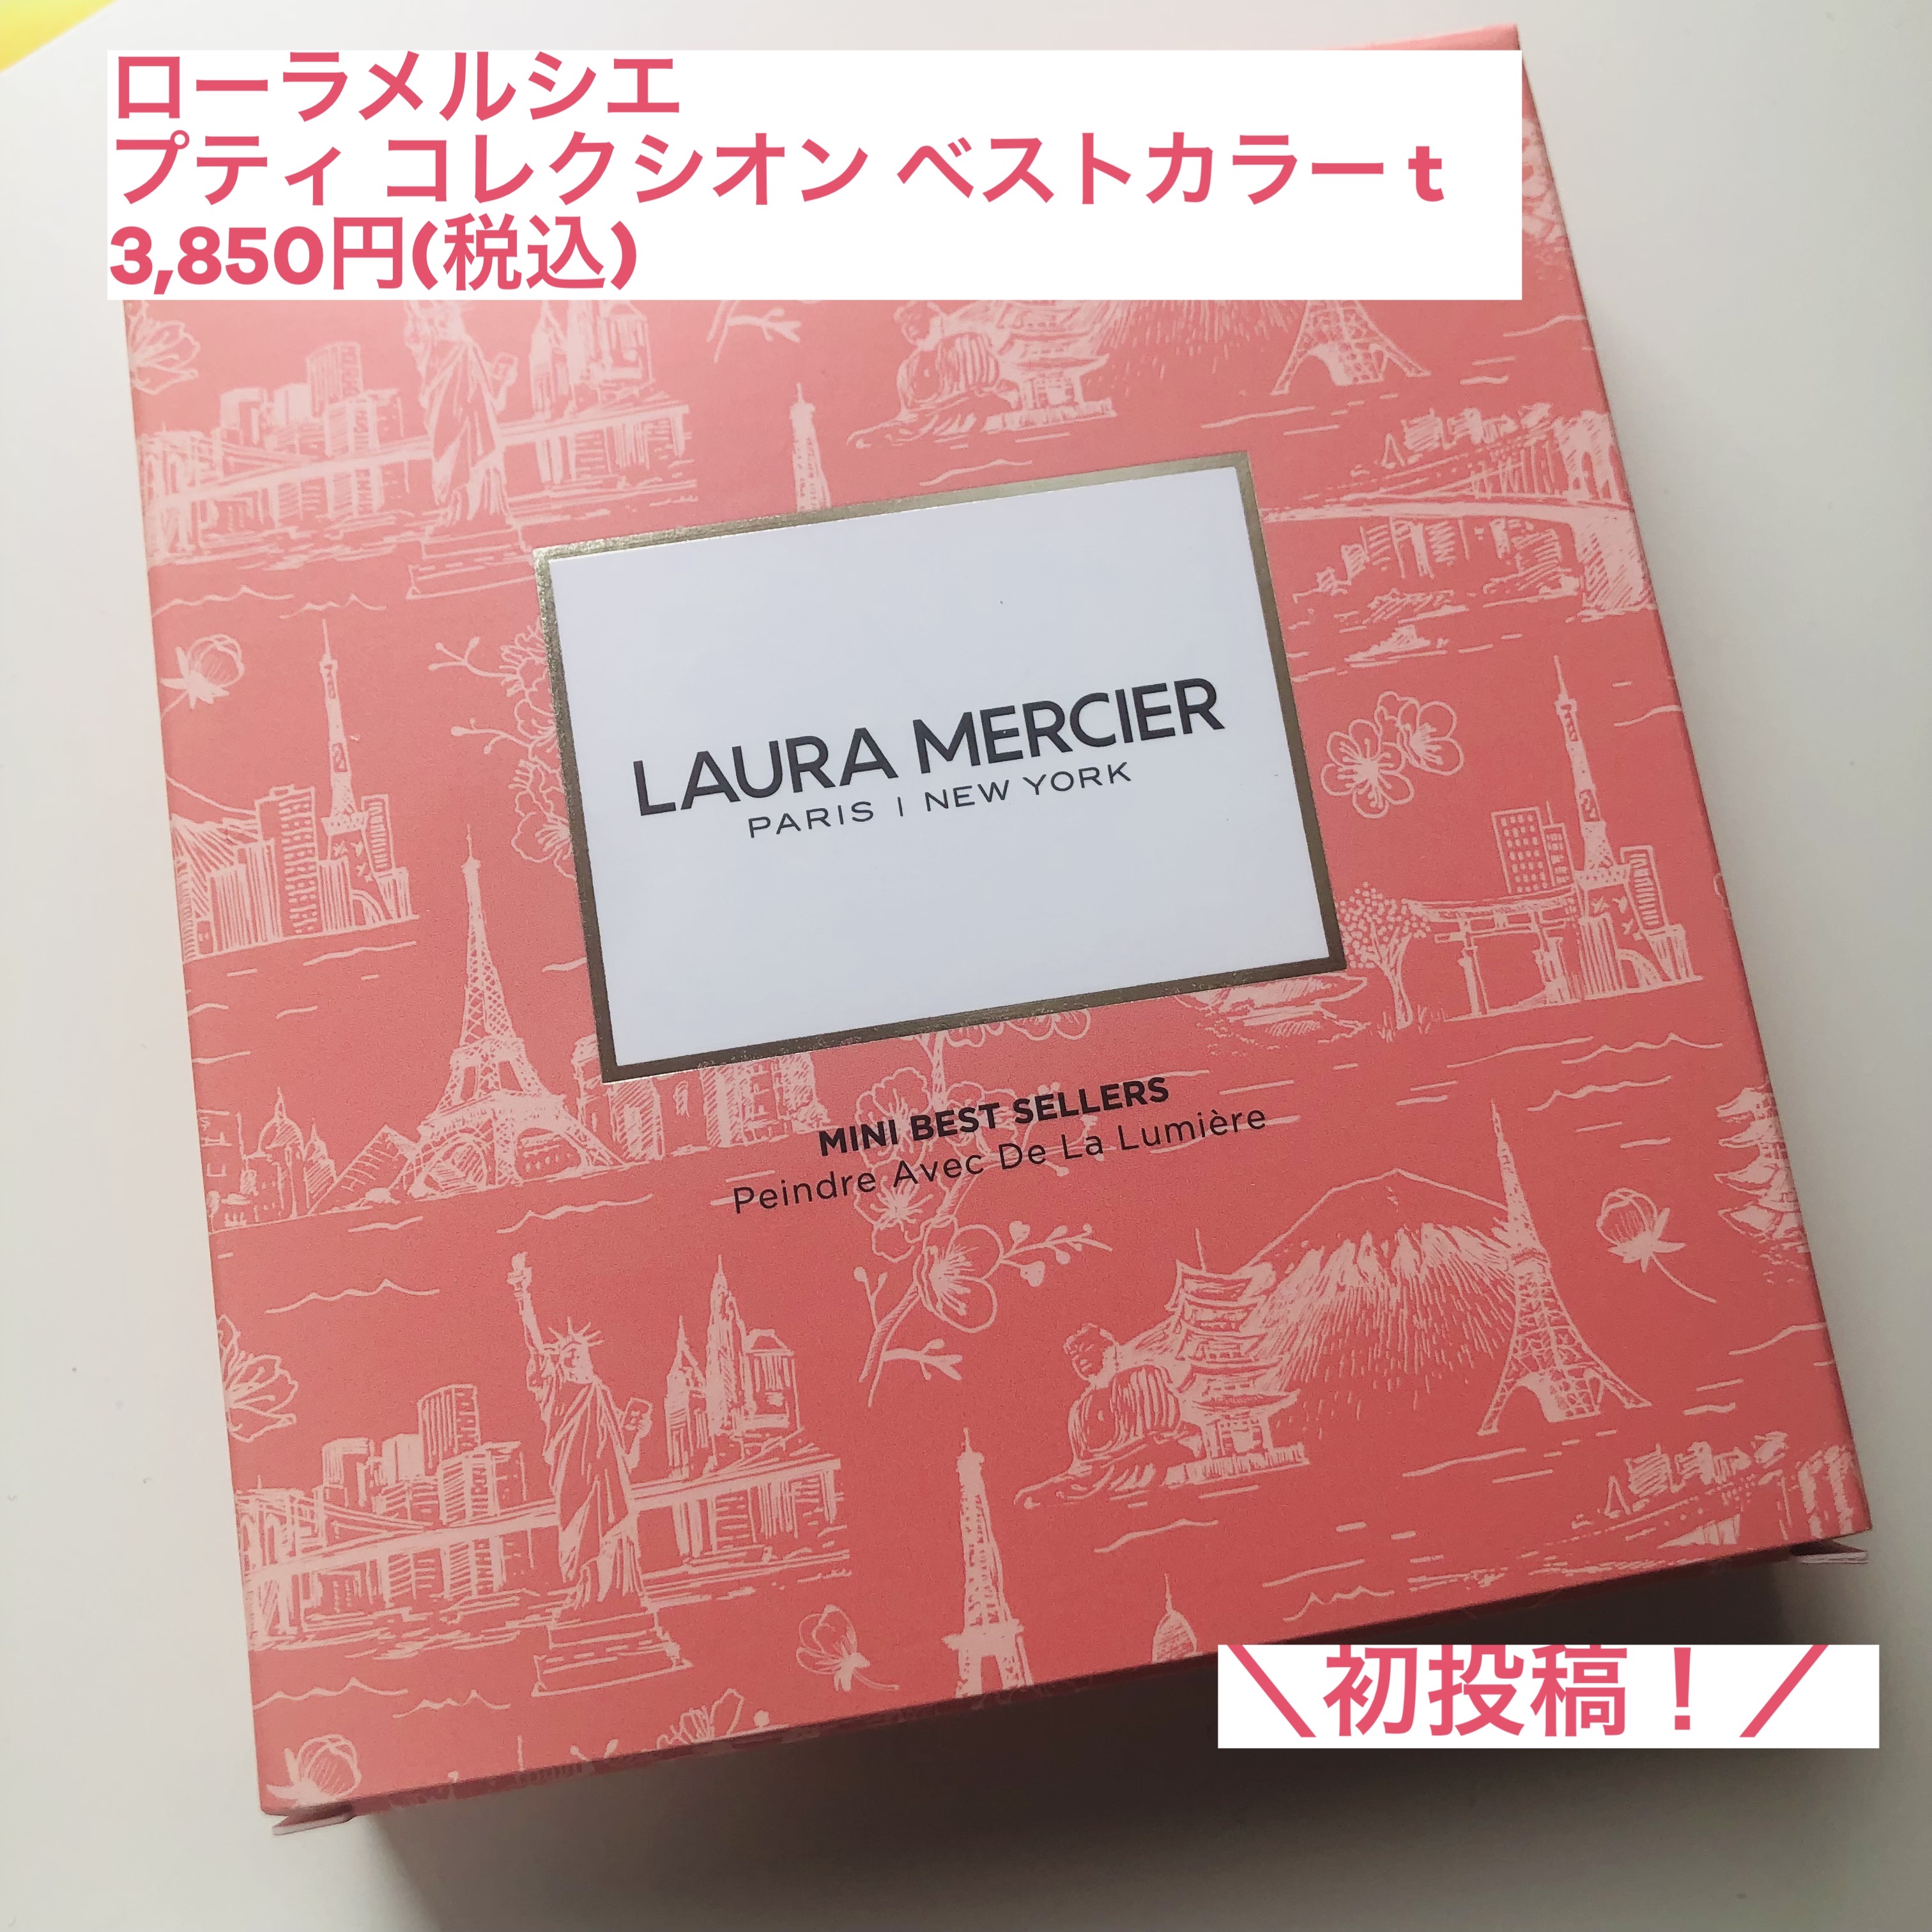 ローラメルシエ
プティ コレクシオン ベストカラー t
3,850円(税込)
LAURA MERCIER
PARIS | NEW YORK
MINI BEST SELLERS
Peindre Avec De La Lumière
＼初投稿！／